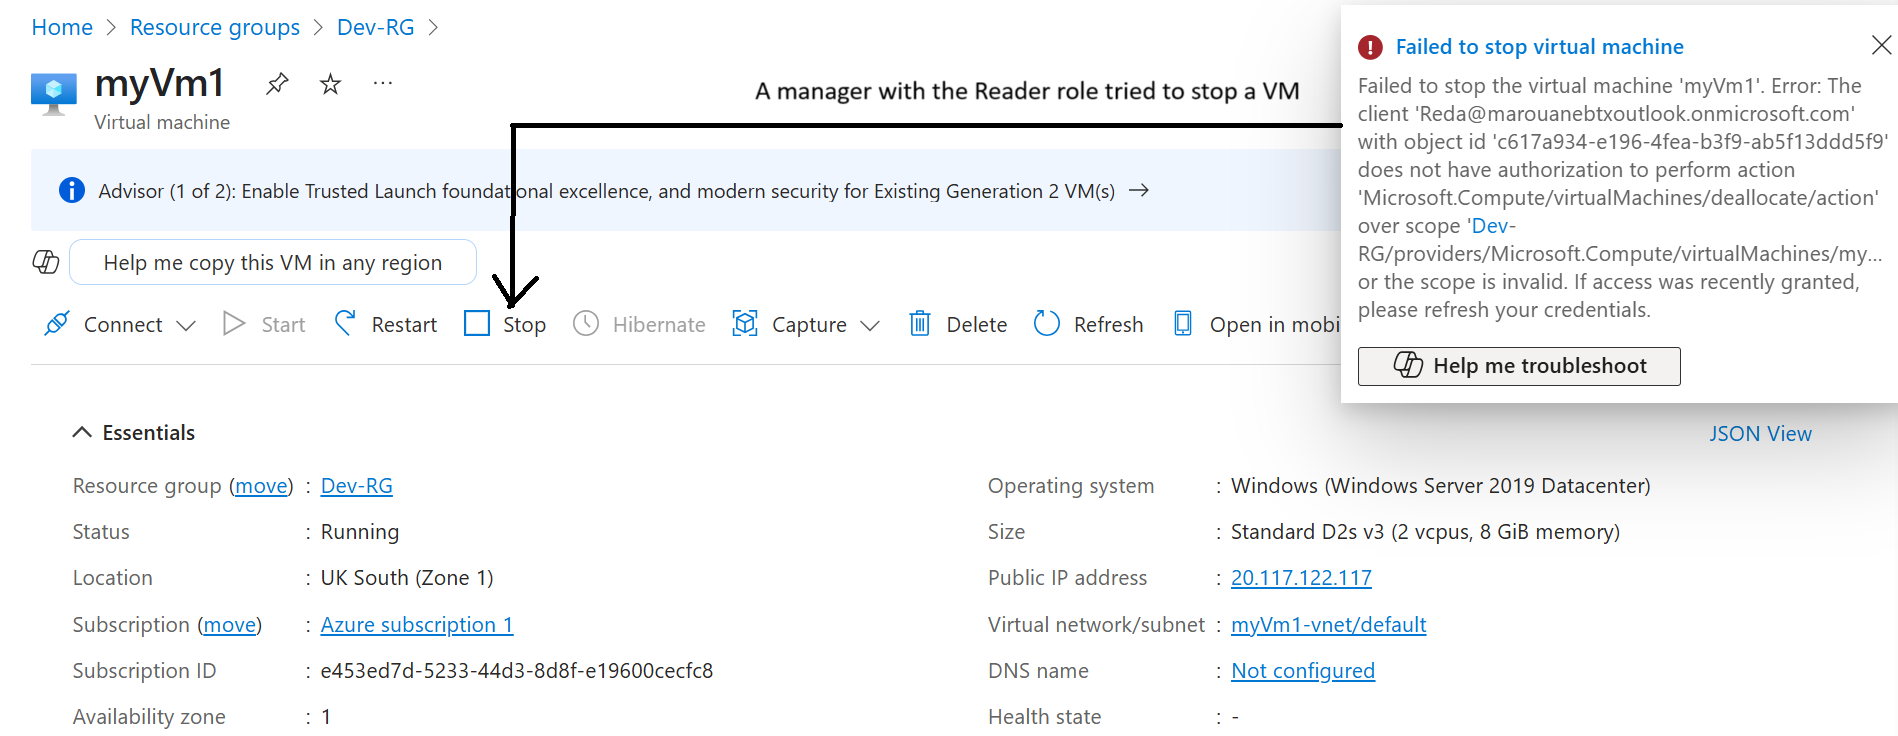 Home > Resource groups > Dev-RG >
myVm1
Virtual machine
A manager with the Reader role tried to stop a VM
Failed to stop virtual machine
Failed to stop the virtual machine 'myVm1'. Error: The
client 'Reda@marouanebtxoutlook.onmicrosoft.com'
with object id 'c617a934-e196-4fea-b3f9-ab5f13ddd5f9'
does not have authorization to perform action
'Microsoft.Compute/virtualMachines/deallocate/action'
over scope 'Dev-
RG/providers/Microsoft.Compute/virtualMachines/my...
or the scope is invalid. If access was recently granted,
please refresh your credentials.
Help me troubleshoot
Advisor (1 of 2): Enable Trusted Launch foundational excellence, and modern security for Existing Generation 2 VM(s) →
Help me copy this VM in any region
Connect Start Restart Stop Hibernate Capture Delete Refresh Open in mobi
Essentials
JSON View
Resource group (move) : Dev-RG
Status : Running
Location : UK South (Zone 1)
Subscription (move) : Azure subscription 1
Subscription ID : e453ed7d-5233-44d3-8d8f-e19600cecfc8
Availability zone : 1
Operating system : Windows (Windows Server 2019 Datacenter)
Size : Standard D2s v3 (2 vcpus, 8 GiB memory)
Public IP address : 20.117.122.117
Virtual network/subnet : myVm1-vnet/default
DNS name : Not configured
Health state : -